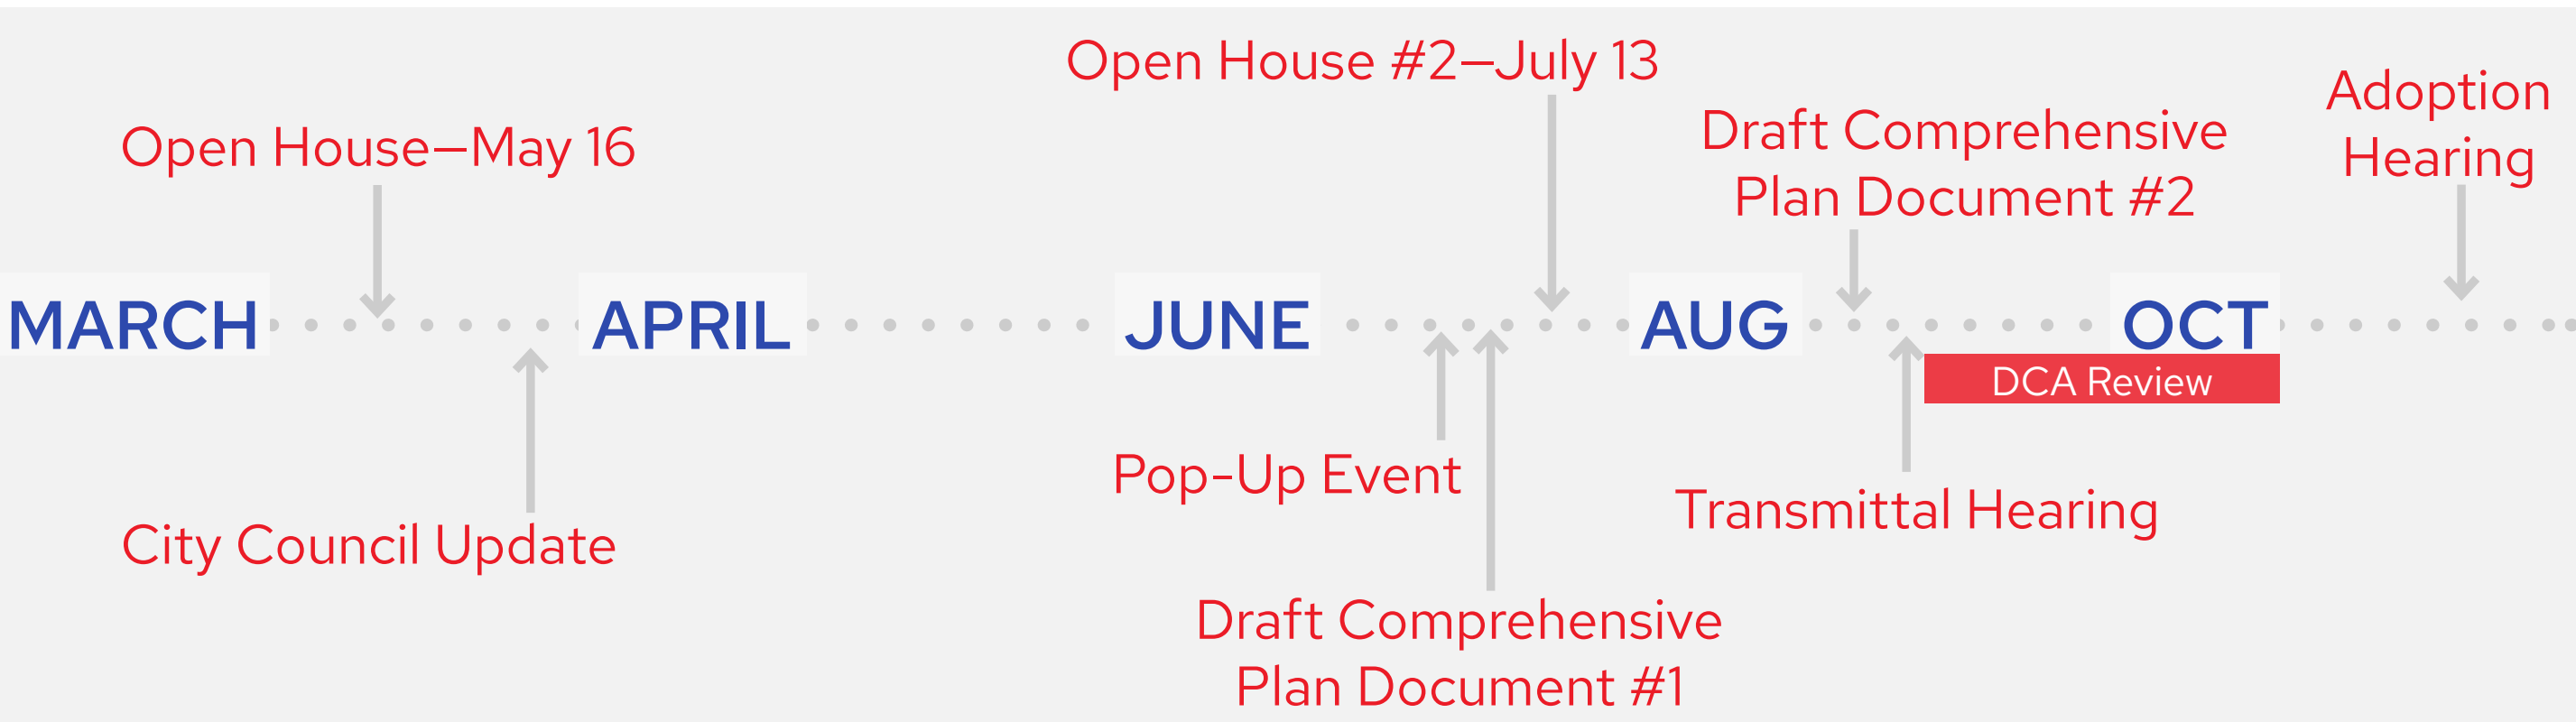 Open House #2—July 13
Adoption
Hearing
Draft Comprehensive
Plan Document #2
Open House—May 16
MARCH
APRIL
JUNE
AUG
OCT
DCA Review
Pop-Up Event
Transmittal Hearing
City Council Update
Draft Comprehensive
Plan Document #1